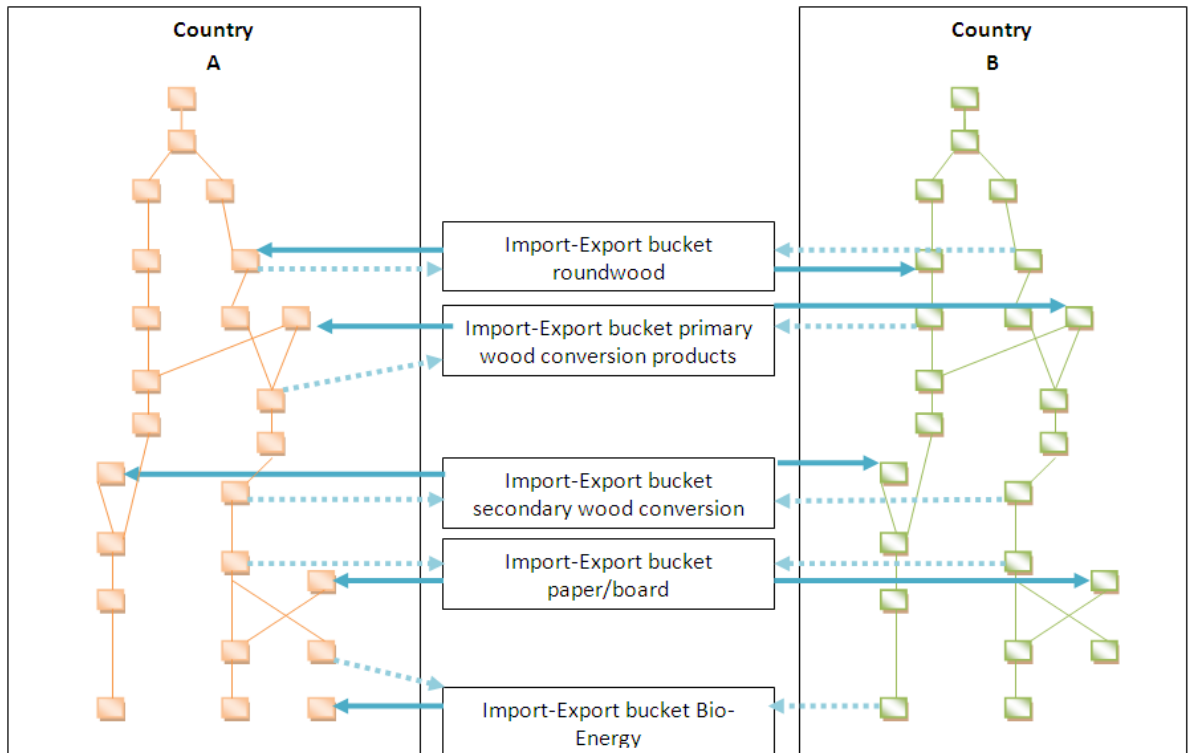 Country
A
Country
B
Import-Export bucket
roundwood
Import-Export bucket primary
wood conversion products
Import-Export bucket
secondary wood conversion
Import-Export bucket
paper/board
Import-Export bucket Bio-
Energy